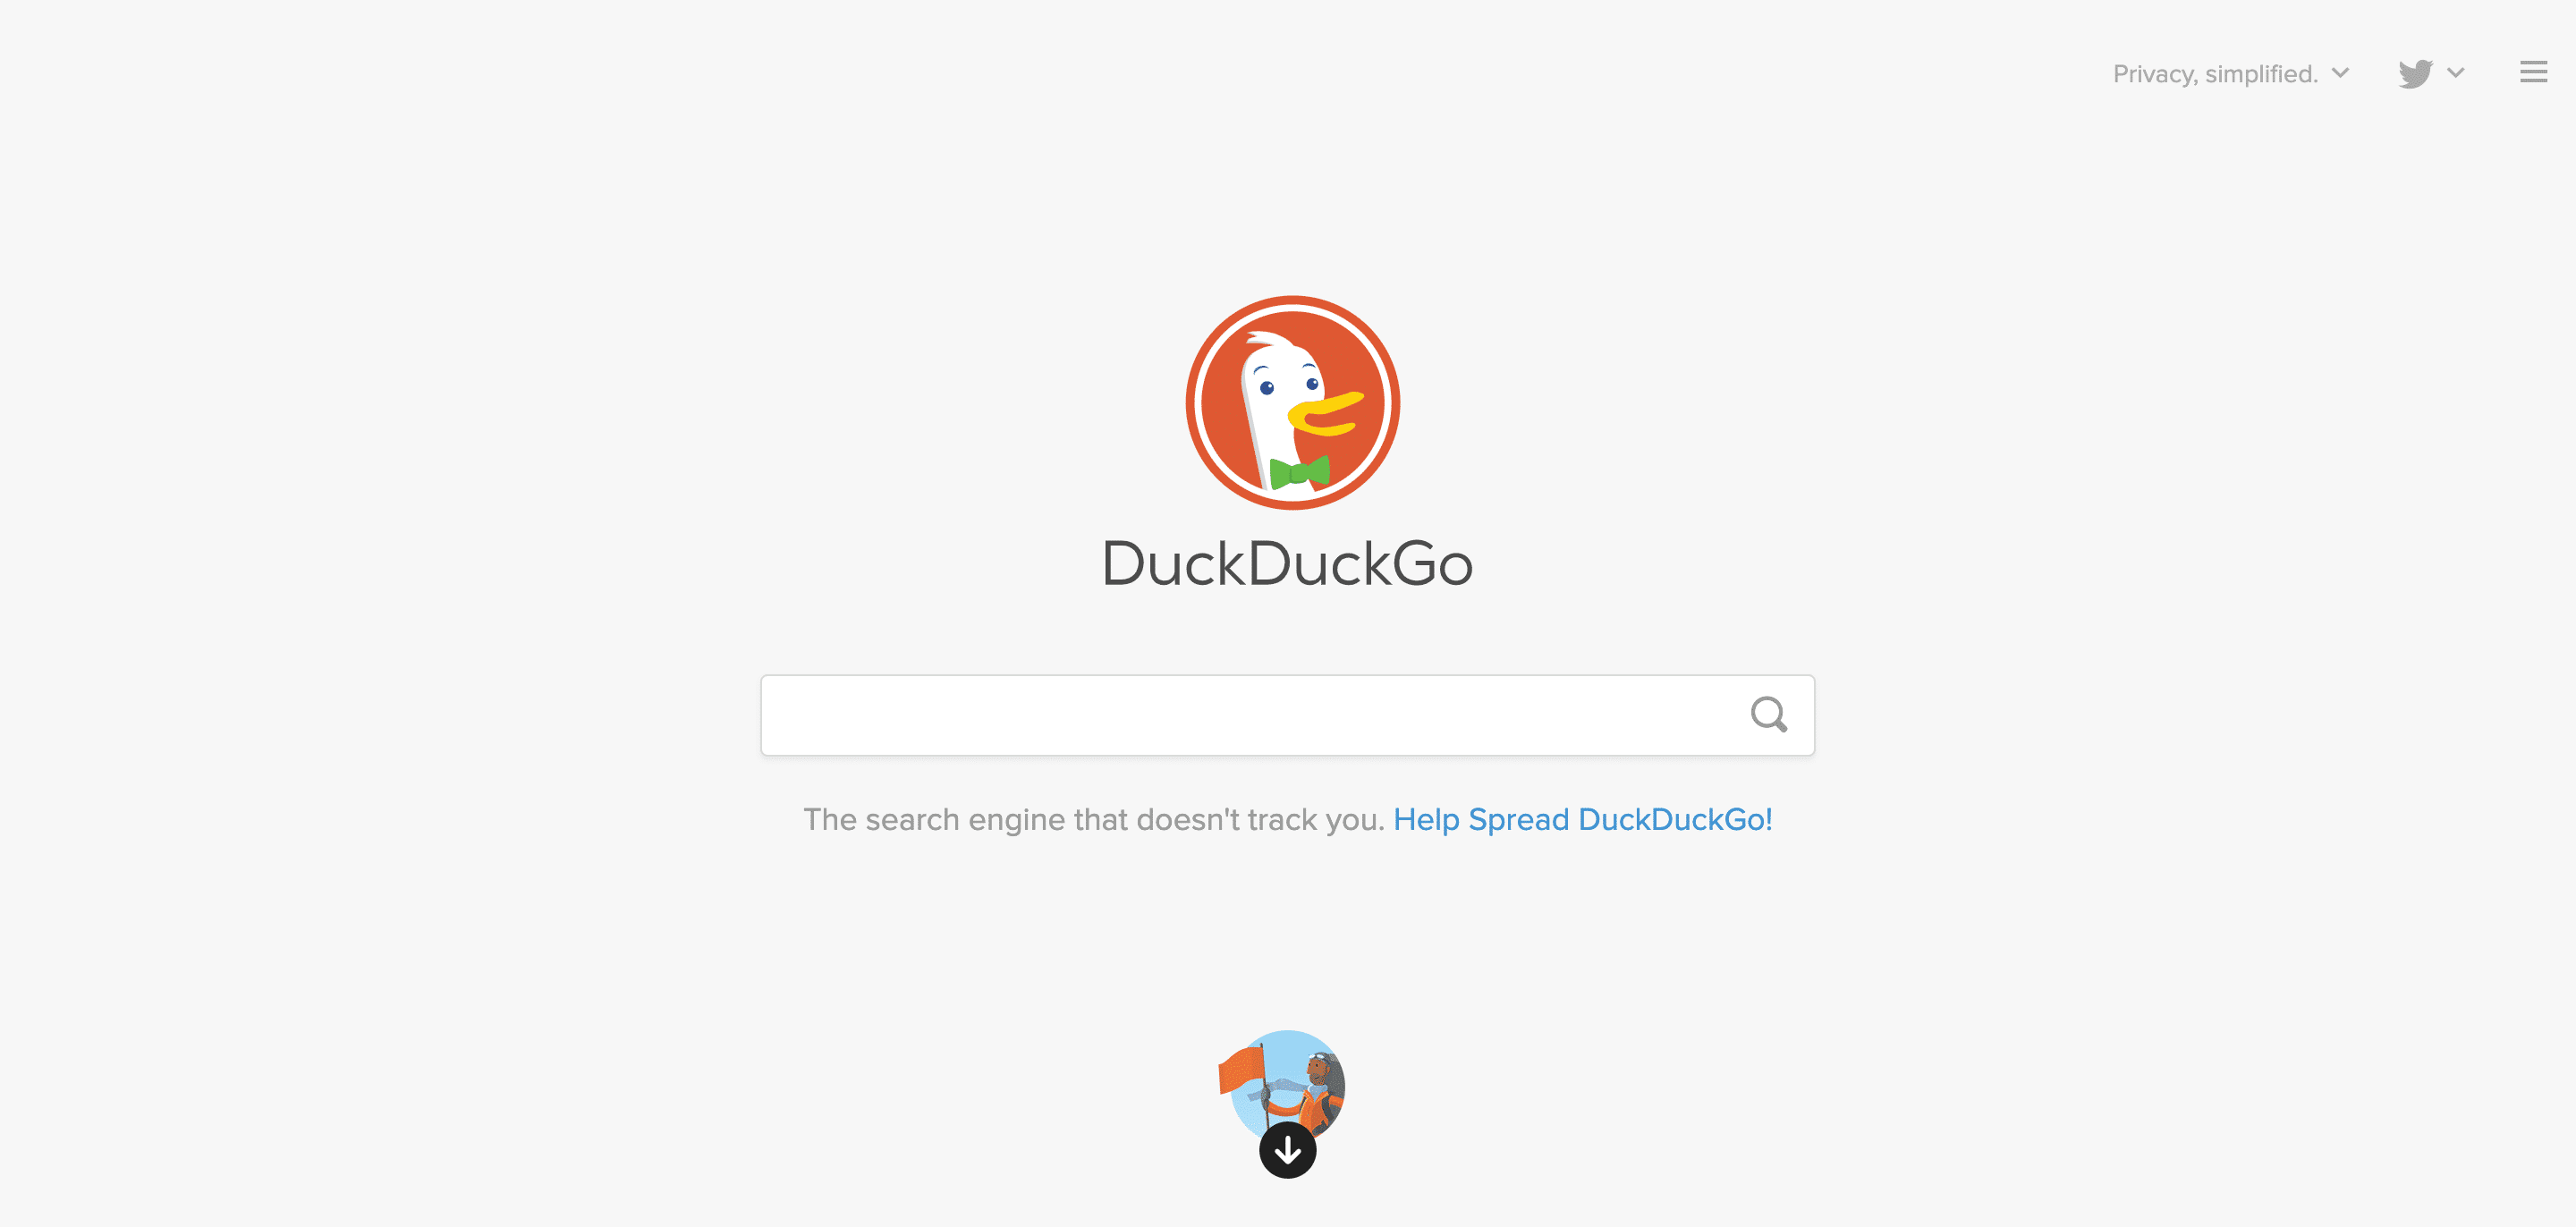 Privacy, simplified.
DuckDuckGo
The search engine that doesn't track you. Help Spread DuckDuckGo!